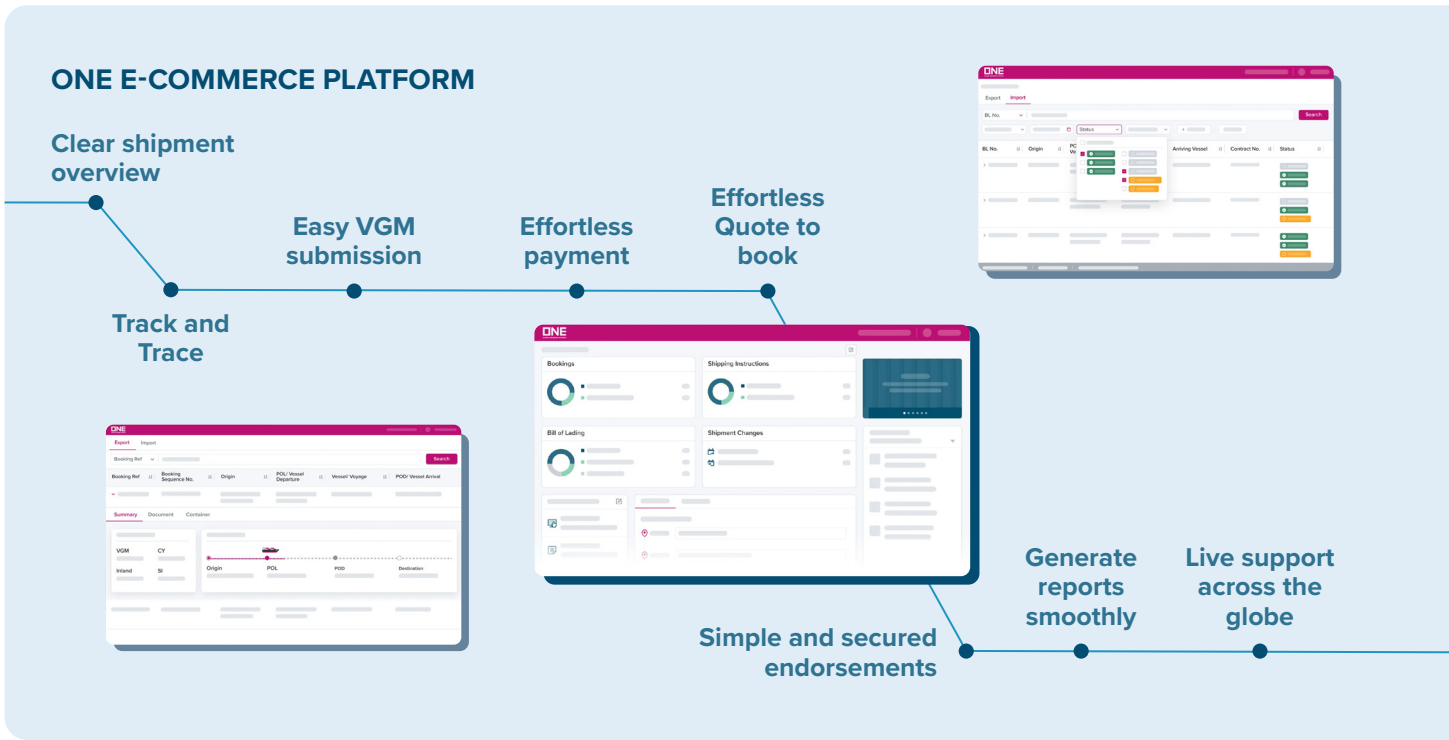 ONE E-COMMERCE PLATFORM
Clear shipment
overview
Track and
Trace
Easy VGM
submission
Effortless
payment
Effortless
Quote to
book
ONE
Export Import
BL No.
Search
Status
BL No. Origin Arriving Vessel Contract No. Status
ONE
Bookings
Shipping Instructions
Bill of Lading
Shipment Changes
ONE
Export Import
Booking Ref
Search
Booking Ref Booking Sequence No. Origin POL/ Vessel Departure Vessel/ Voyage POD/ Vessel Arrival
Summary Document Container
VGM CY
Inland SI
Origin POL POD Destination
Simple and secured
endorsements
Generate
reports
smoothly
Live support
across the
globe